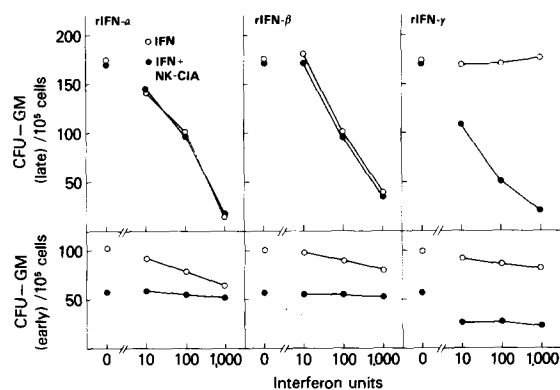 rIFN-α
rIFN-β
rIFN-γ
○ IFN
● IFN +
NK-CIA
CFU – GM
(late) / 10⁵ cells
200
150
100
50
CFU – GM
(early) / 10⁵ cells
100
50
0 10 100 1,000 0 10 100 1,000 0 10 100 1,000
Interferon units